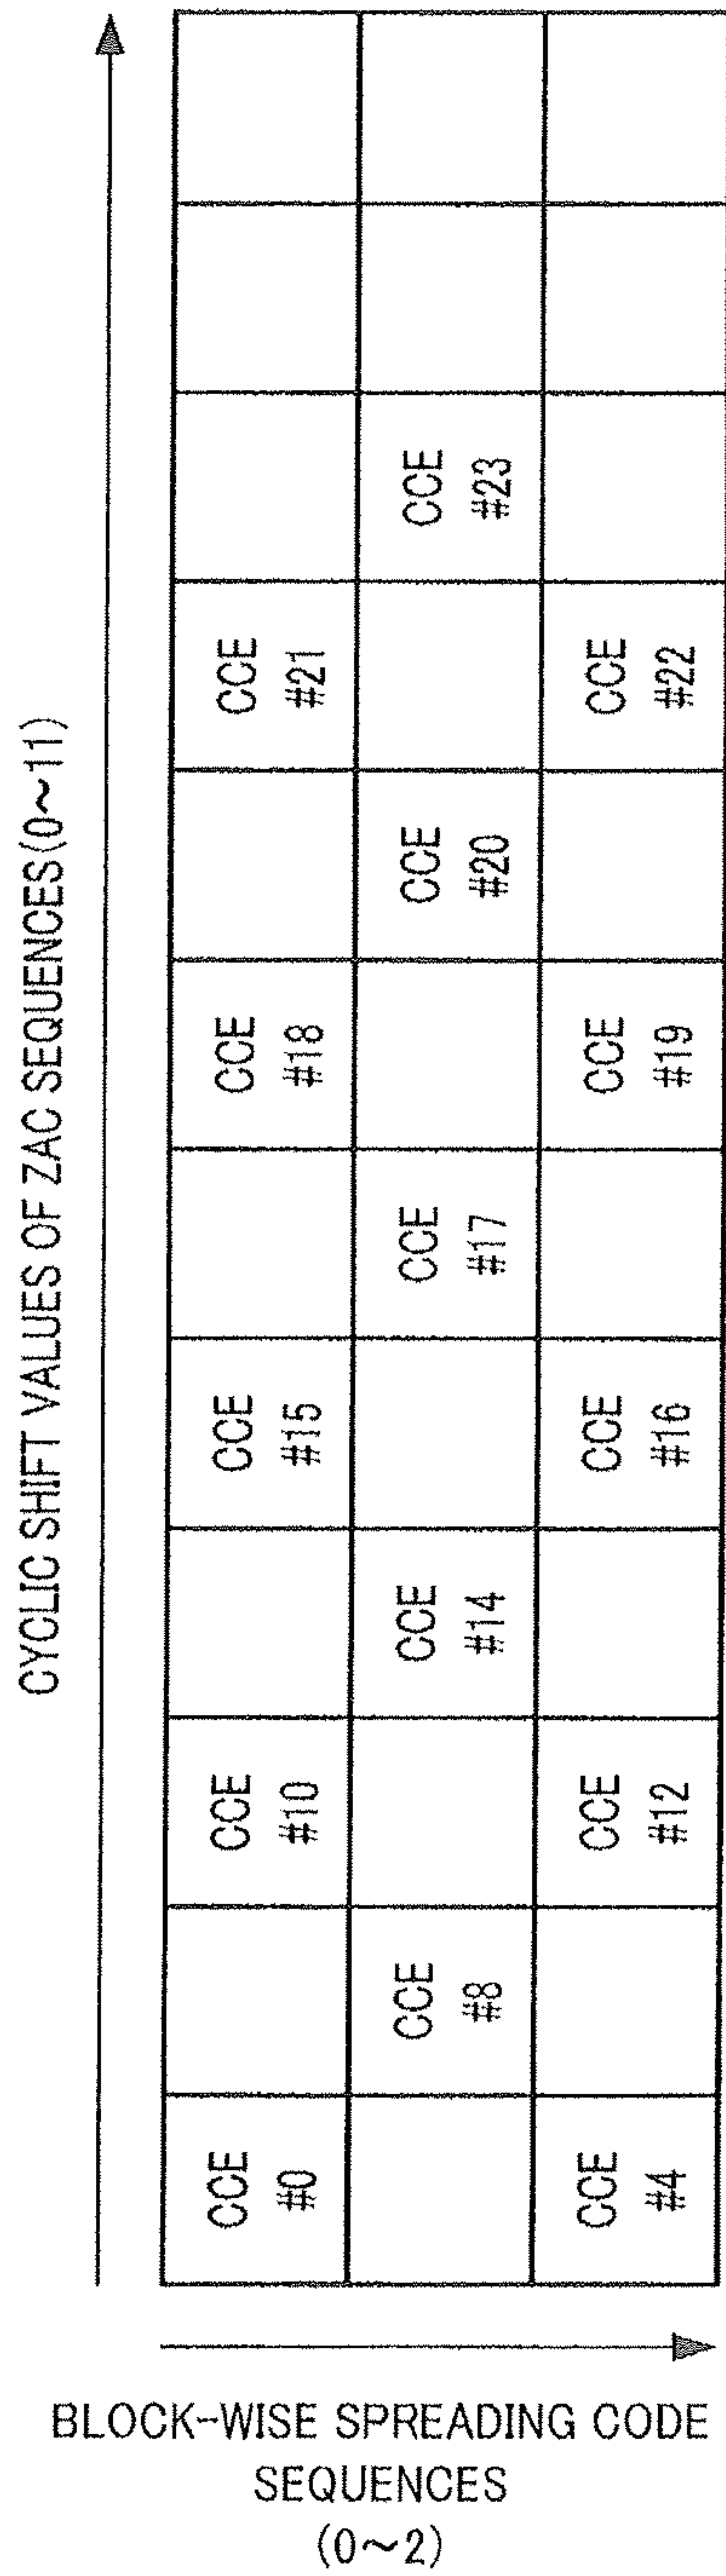 CYCLIC SHIFT VALUES OF ZAC SEQUENCES(0~11)
CCE
#0
CCE
#10
CCE
#15
CCE
#18
CCE
#21
CCE
#8
CCE
#14
CCE
#17
CCE
#20
CCE
#23
CCE
#4
CCE
#12
CCE
#16
CCE
#19
CCE
#22
BLOCK-WISE SPREADING CODE
SEQUENCES
(0~2)